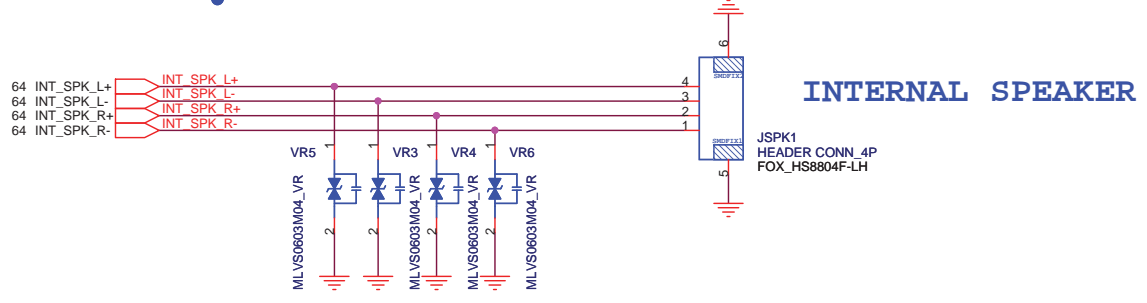 6
SMDFIX2
64 INT_SPK_L+ INT_SPK_L+ 4
64 INT_SPK_L- INT_SPK_L- 3
64 INT_SPK_R+ INT_SPK_R+ 2
64 INT_SPK_R- INT_SPK_R- 1
INTERNAL SPEAKER
SMDFIX1
JSPK1
HEADER CONN_4P
FOX_HS8804F-LH
5
1 1 1 1
VR5 VR3 VR4 VR6
MLVS0603M04_VR
MLVS0603M04_VR
MLVS0603M04_VR
MLVS0603M04_VR
2 2 2 2